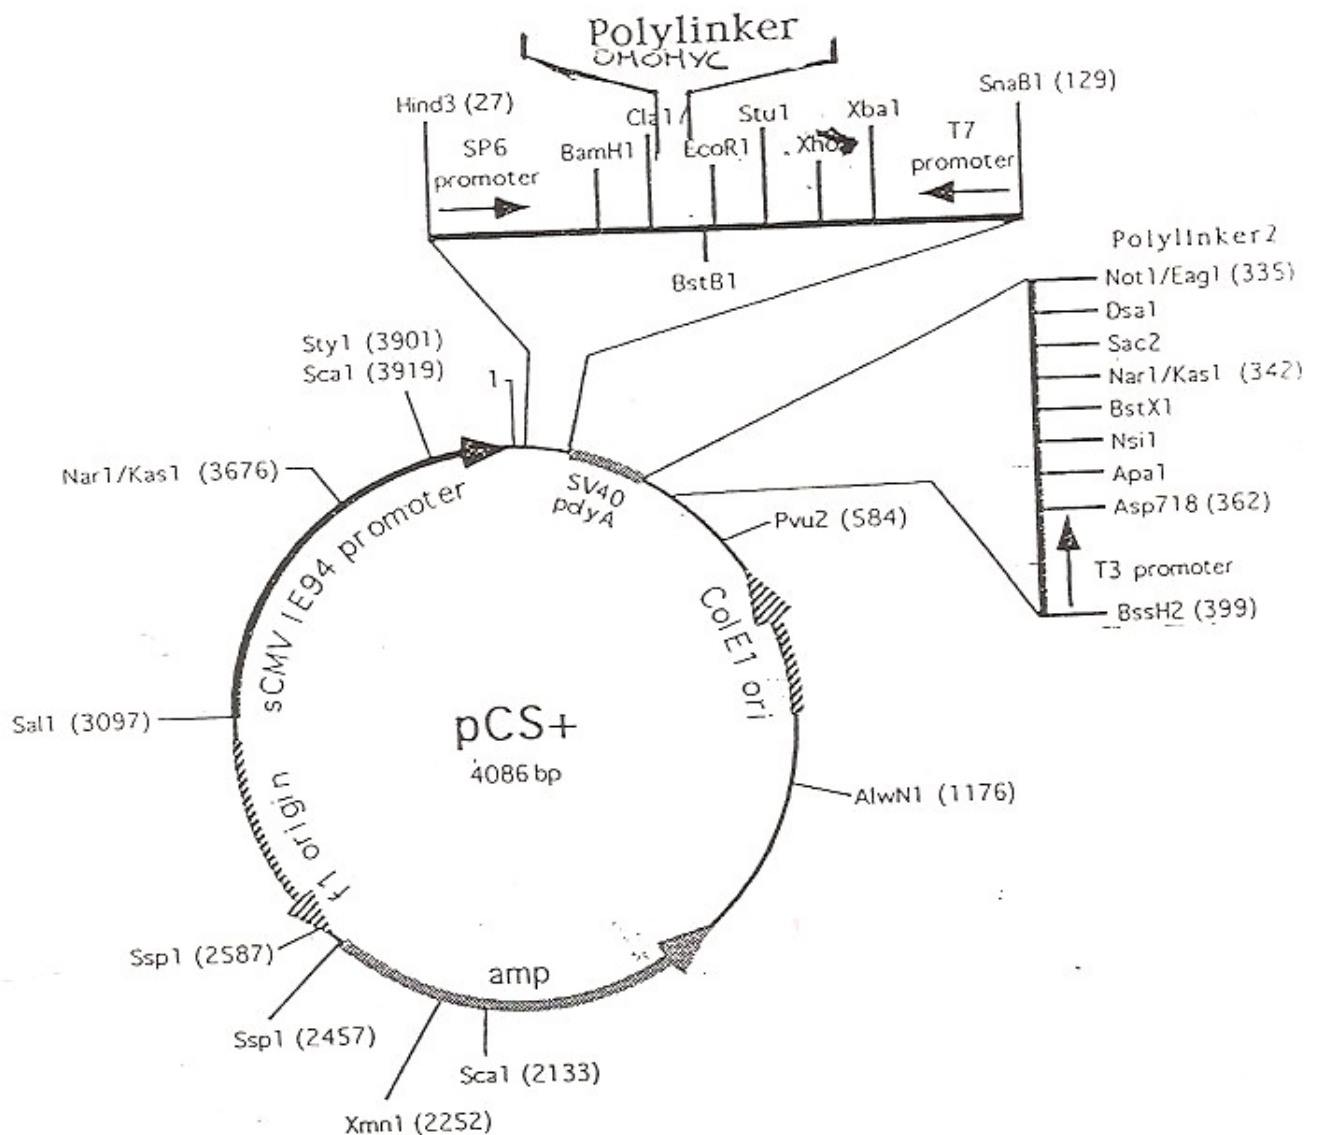 Polylinker
OMOMYC
Hind3 (27)
SnaB1 (129)
Cla1
Stu1
Xba1
SP6
promoter
BamH1
EcoR1
T7
promoter
BstB1
Polylinker2
Not1/Eag1 (335)
Dsa1
Sac2
Nar1/Kas1 (342)
BstX1
Nsi1
Apa1
Asp718 (362)
T3 promoter
BssH2 (399)
Sty1 (3901)
Sca1 (3919)
1
Nar1/Kas1 (3676)
SV40
polyA
Pvu2 (584)
sCMV IE94 promoter
ColE1 ori
Sal1 (3097)
pCS+
4086 bp
AlwN1 (1176)
f1 origin
Ssp1 (2587)
amp
Ssp1 (2457)
Sca1 (2133)
Xmn1 (2252)